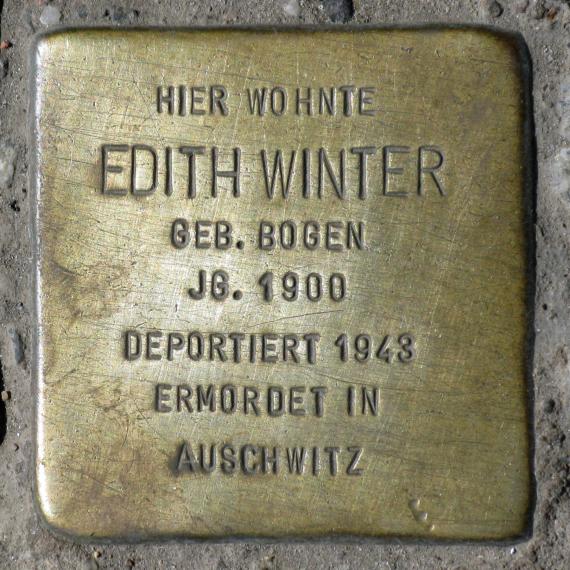 HIER WOHNTE
EDITH WINTER
GEB. BOGEN
JG. 1900
DEPORTIERT 1943
ERMORDET IN
AUSCHWITZ